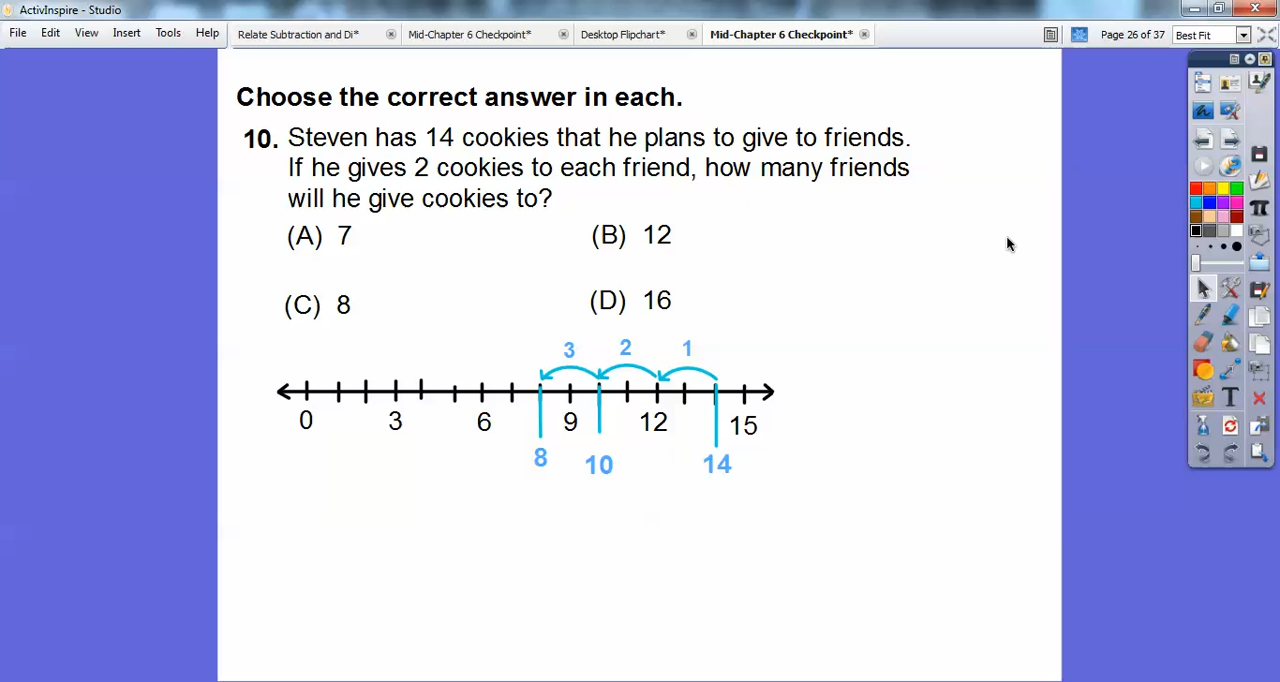 ActivInspire - Studio
File Edit View Insert Tools Help Relate Subtraction and Di* Mid-Chapter 6 Checkpoint* Desktop Flipchart* Mid-Chapter 6 Checkpoint* Page 26 of 37 Best Fit
Choose the correct answer in each.
10. Steven has 14 cookies that he plans to give to friends.
If he gives 2 cookies to each friend, how many friends
will he give cookies to?
(A) 7 (B) 12
(C) 8 (D) 16
3 2 1
0 3 6 9 12 15
8 10 14